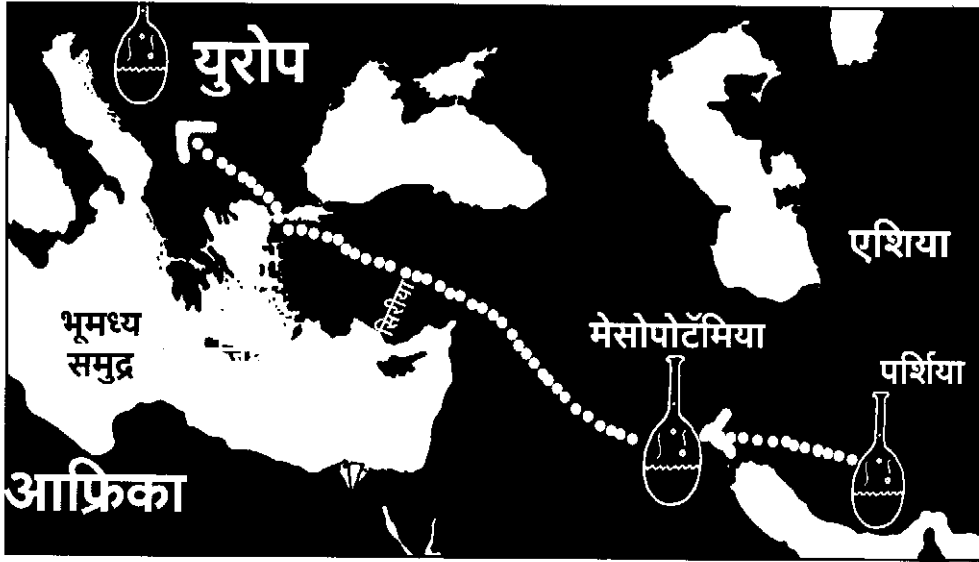 युरोप
एशिया
सिरीया
भूमध्य
समुद्र
मेसोपोटॅमिया
पर्शिया
आफ्रिका